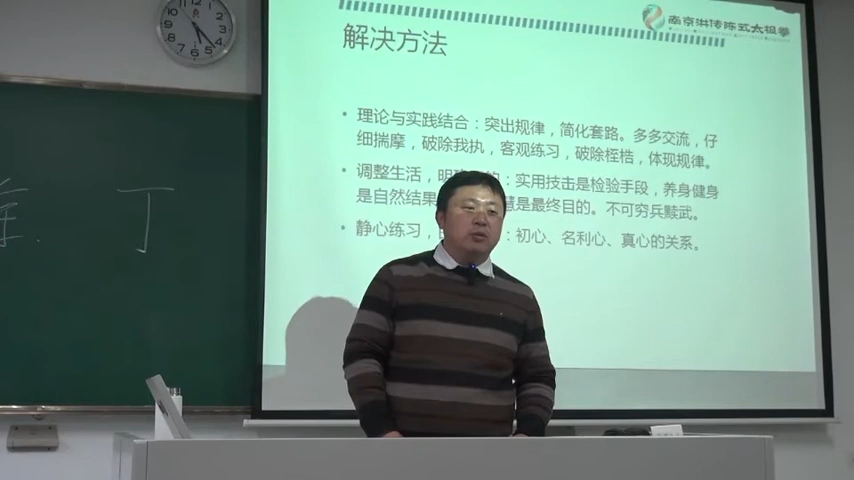 南京洪传陈式太极拳
解决方法
• 理论与实践结合：突出规律，简化套路。多多交流，仔
细揣摩，破除我执，客观练习，破除桎梏，体现规律。
• 调整生活，明 的：实用技击是检验手段，养身健身
是自然结果 慧是最终目的。不可穷兵黩武。
• 静心练习， ：初心、名利心、真心的关系。
丁